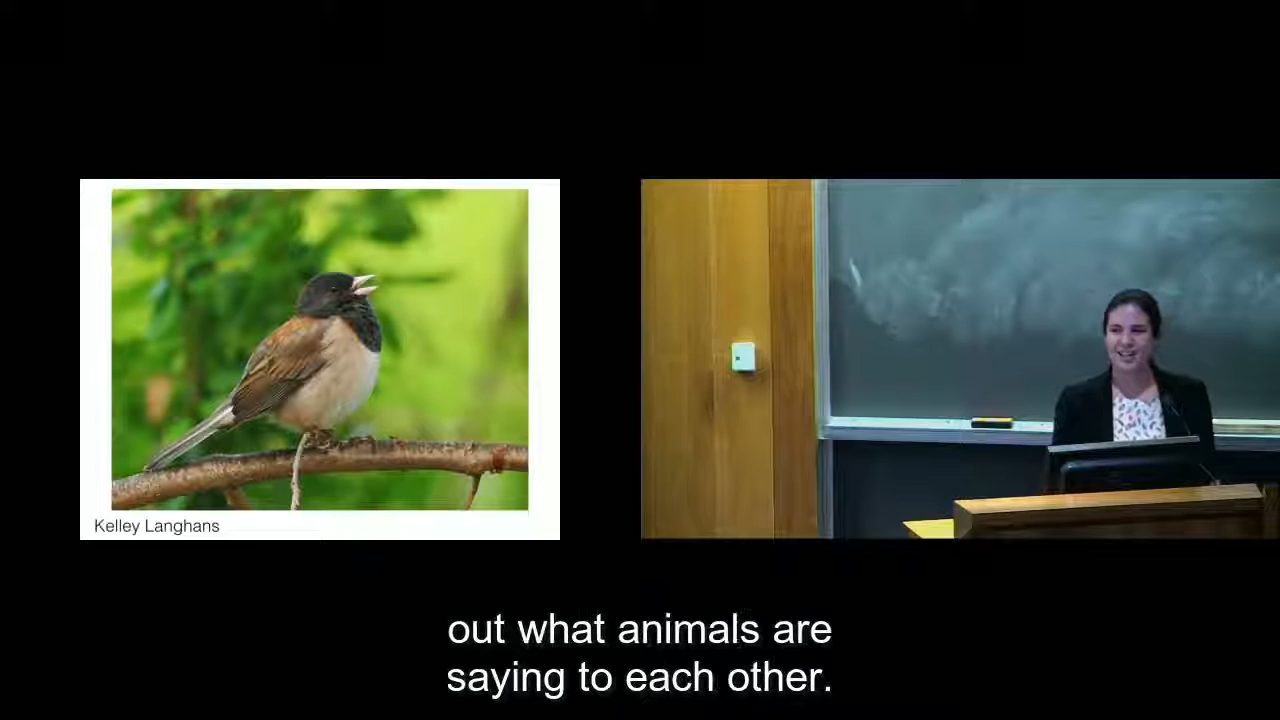 Kelley Langhans
out what animals are
saying to each other.